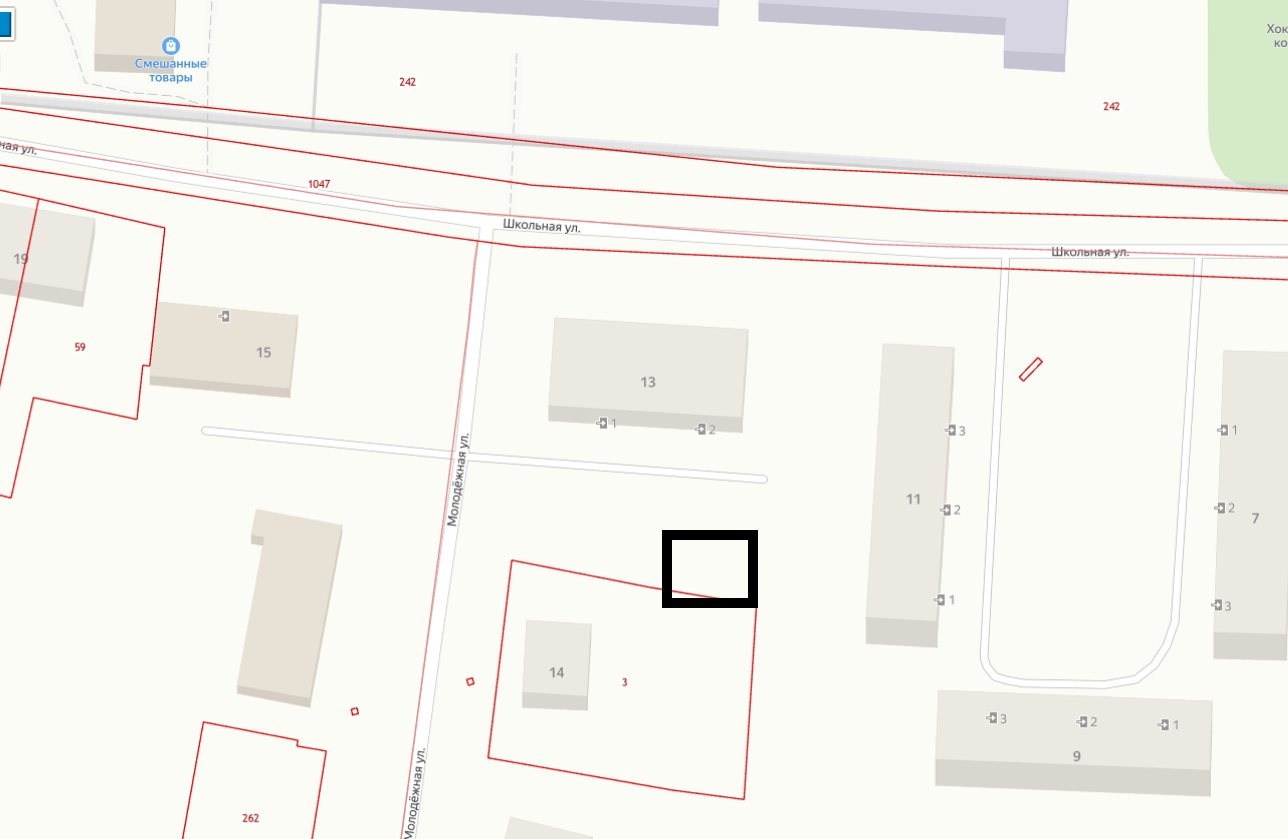 Хок
ко
Смешанные
товары
242
242
ная ул.
1047
Школьная ул.
Школьная ул.
19
59
15
13
1
2
3
11
2
1
1
2
7
3
Молодёжная ул.
14
3
3
2
1
9
Молодёжная ул.
262